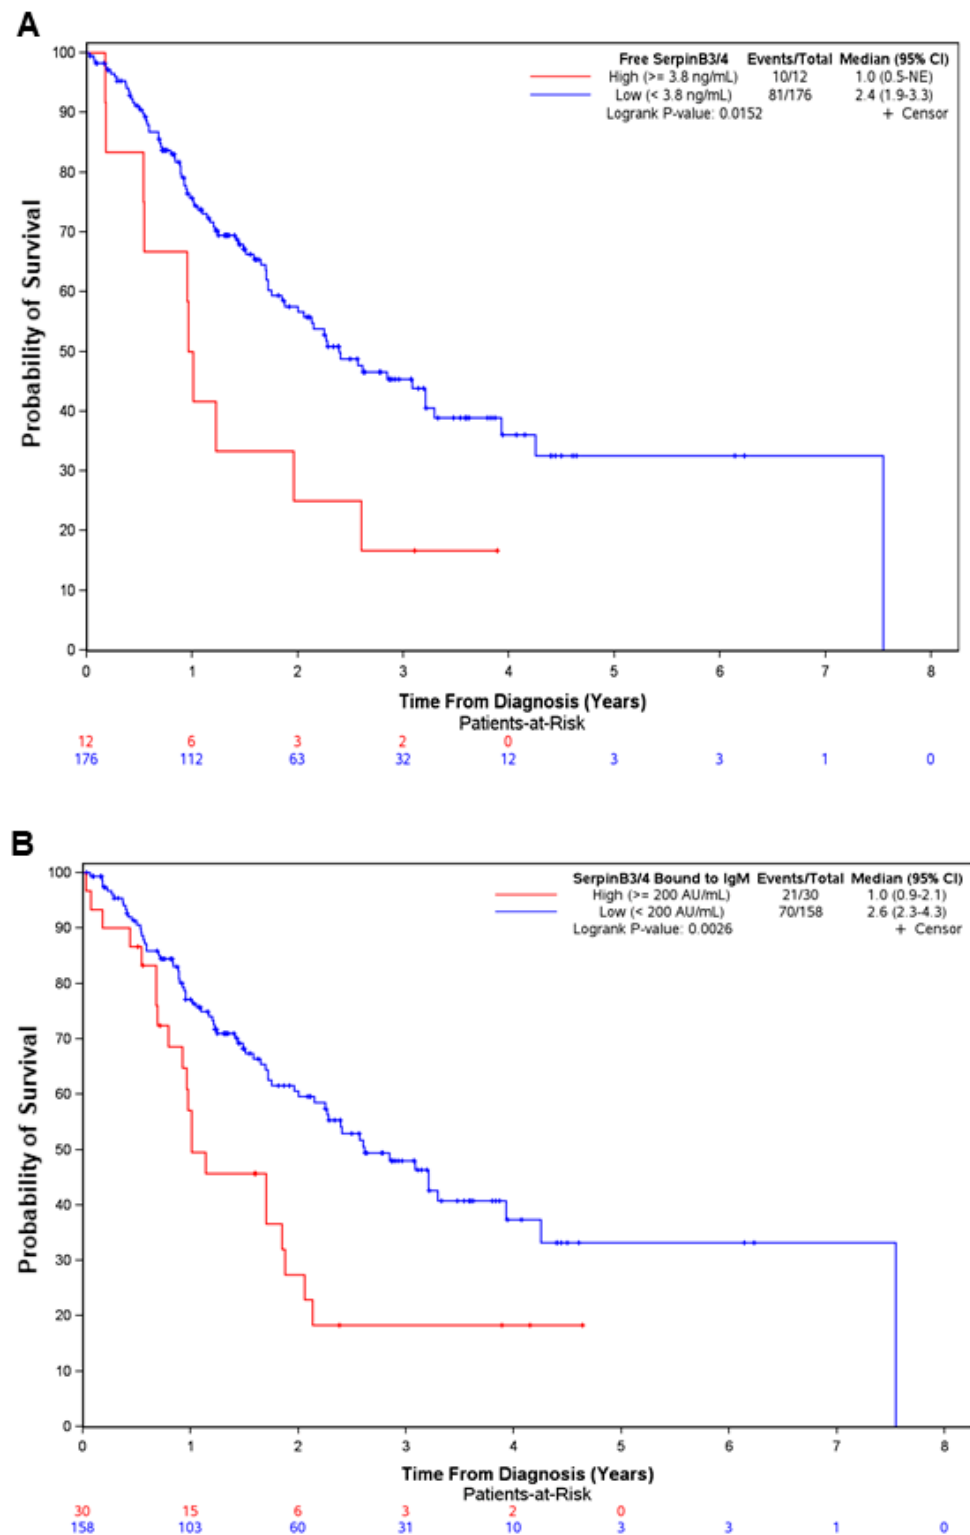 A
Free SerpinB3/4 Events/Total Median (95% CI)
High (>= 3.8 ng/mL) 10/12 1.0 (0.5-NE)
Low (< 3.8 ng/mL) 81/176 2.4 (1.9-3.3)
Logrank P-value: 0.0152 + Censor
Probability of Survival
100
90
80
70
60
50
40
30
20
10
0
0 1 2 3 4 5 6 7 8
Time From Diagnosis (Years)
Patients-at-Risk
12 6 3 2 0
176 112 63 32 12 3 3 1 0
B
SerpinB3/4 Bound to IgM Events/Total Median (95% CI)
High (>= 200 AU/mL) 21/30 1.0 (0.9-2.1)
Low (< 200 AU/mL) 70/158 2.6 (2.3-4.3)
Logrank P-value: 0.0026 + Censor
Probability of Survival
100
90
80
70
60
50
40
30
20
10
0
0 1 2 3 4 5 6 7 8
Time From Diagnosis (Years)
Patients-at-Risk
30 15 6 3 2 0
158 103 60 31 10 3 3 1 0